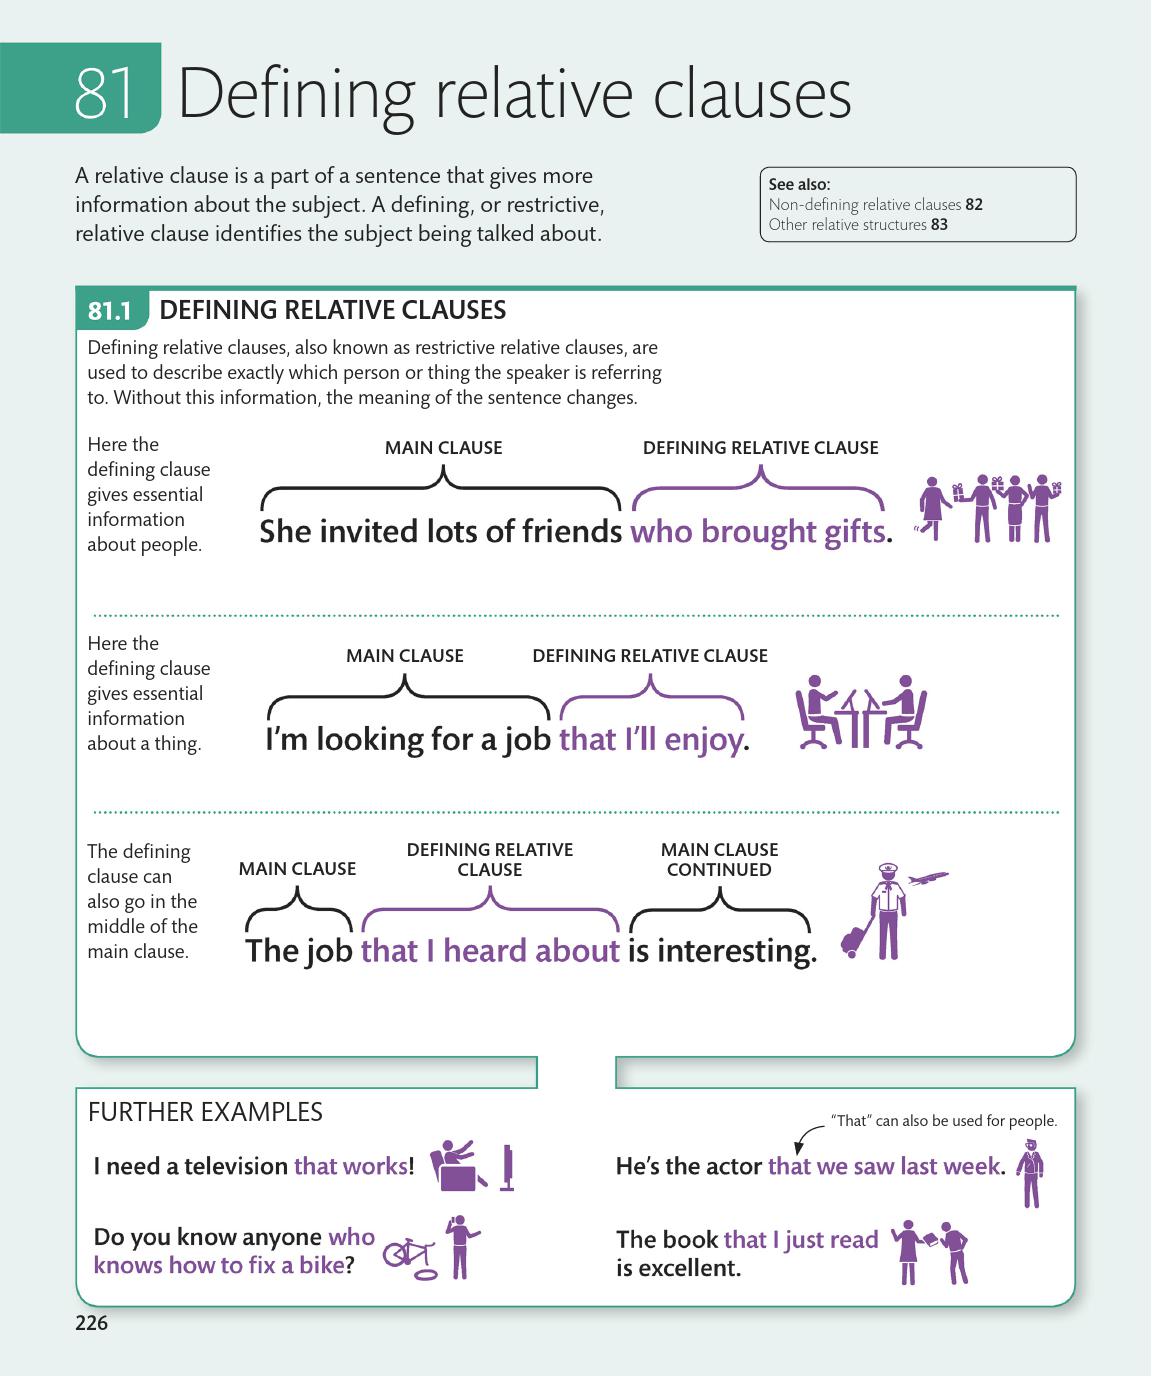 81 Defining relative clauses
A relative clause is a part of a sentence that gives more
information about the subject. A defining, or restrictive,
relative clause identifies the subject being talked about.
See also:
Non-defining relative clauses 82
Other relative structures 83
81.1 DEFINING RELATIVE CLAUSES
Defining relative clauses, also known as restrictive relative clauses, are
used to describe exactly which person or thing the speaker is referring
to. Without this information, the meaning of the sentence changes.
Here the
defining clause
gives essential
information
about people.
MAIN CLAUSE
DEFINING RELATIVE CLAUSE
She invited lots of friends who brought gifts.
Here the
defining clause
gives essential
information
about a thing.
MAIN CLAUSE
DEFINING RELATIVE CLAUSE
I'm looking for a job that I'll enjoy.
The defining
clause can
also go in the
middle of the
main clause.
MAIN CLAUSE
DEFINING RELATIVE
CLAUSE
MAIN CLAUSE
CONTINUED
The job that I heard about is interesting.
FURTHER EXAMPLES
I need a television that works!
Do you know anyone who
knows how to fix a bike?
"That" can also be used for people.
He's the actor that we saw last week.
The book that I just read
is excellent.
226